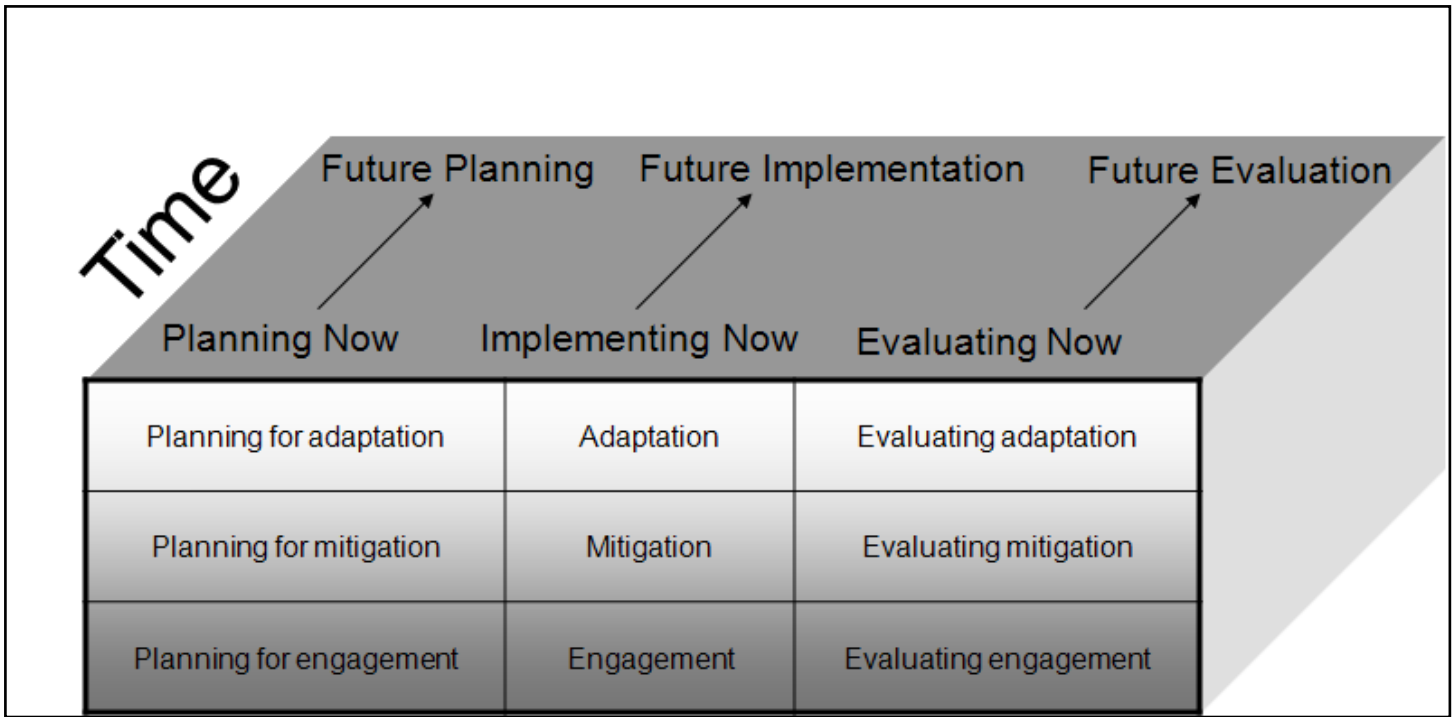 Time
Future Planning Future Implementation Future Evaluation
Planning Now Implementing Now Evaluating Now
Planning for adaptation Adaptation Evaluating adaptation
Planning for mitigation Mitigation Evaluating mitigation
Planning for engagement Engagement Evaluating engagement